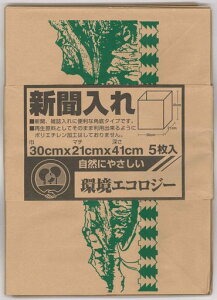 新聞入れ
■新聞、雑誌入れに便利な角底タイプです。
■再生原料としてそのまま利用出来るように
ポリエチレン加工はしておりません。
巾 マチ 深さ
30cm×21cm×41cm 5枚入
自然にやさしい
環境エコロジー